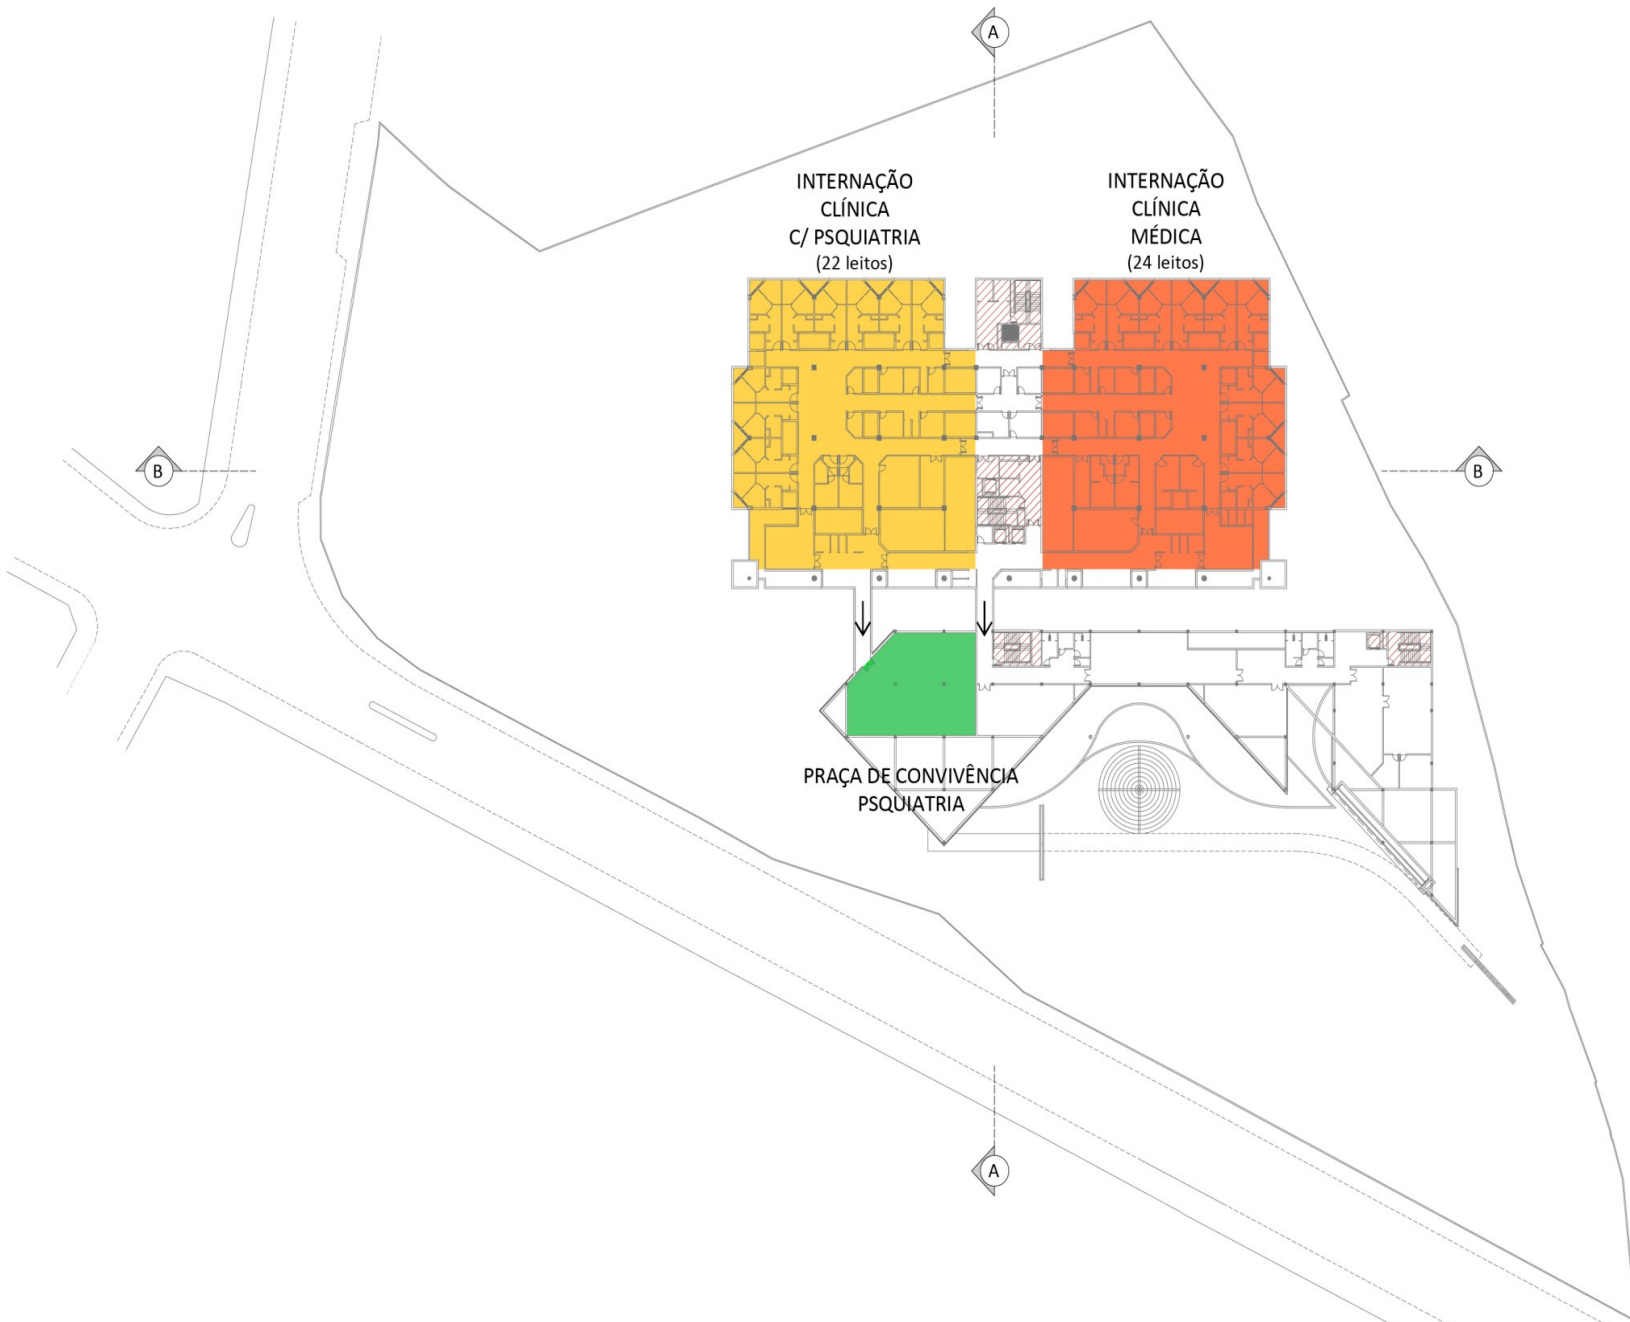 A
INTERNAÇÃO
CLÍNICA
C/ PSQUIATRIA
(22 leitos)
INTERNAÇÃO
CLÍNICA
MÉDICA
(24 leitos)
B
B
PRAÇA DE CONVIVÊNCIA
PSQUIATRIA
A